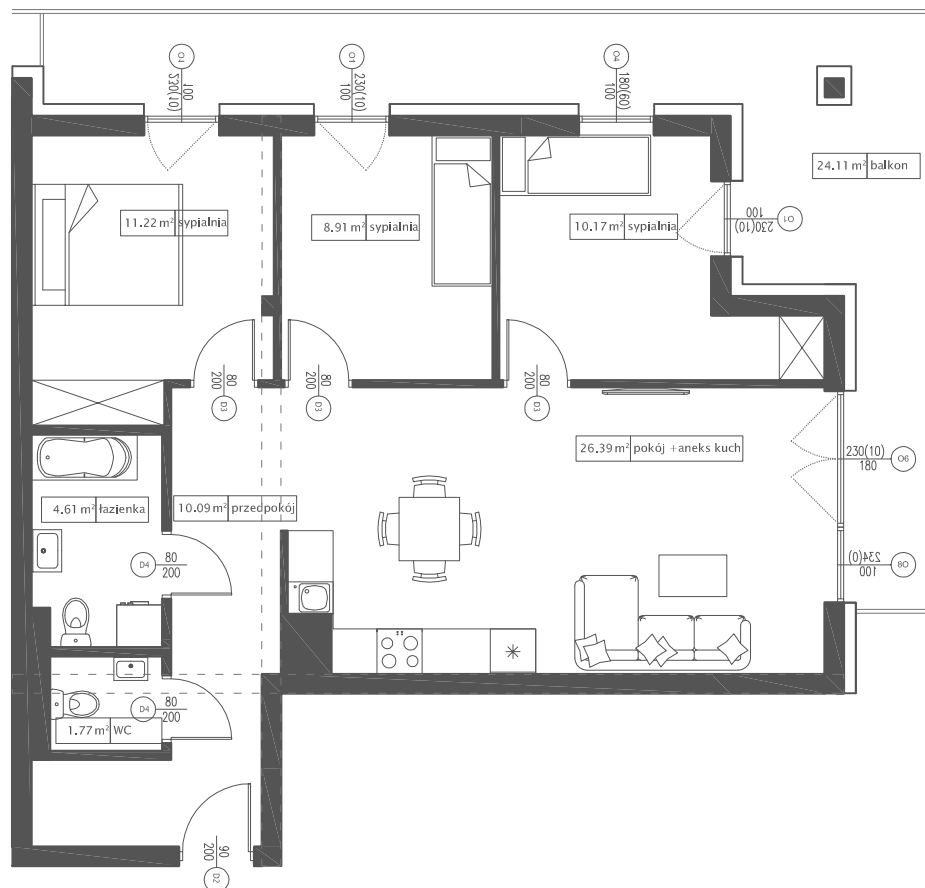 O1
100
230(10)
O1
230(10)
100
O4
180(60)
100
24.11 m² balkon
11.22 m² sypialnia
8.91 m² sypialnia
10.17 m² sypialnia
O1
100
230(10)
80
200
D3
80
200
D3
80
200
D3
26.39 m² pokój +aneks kuch
230(10)
180
O6
4.61 m² łazienka
10.09 m² przedpokój
D4
80
200
234(0)
100
O8
D4
80
200
1.77 m² WC
90
200
D2